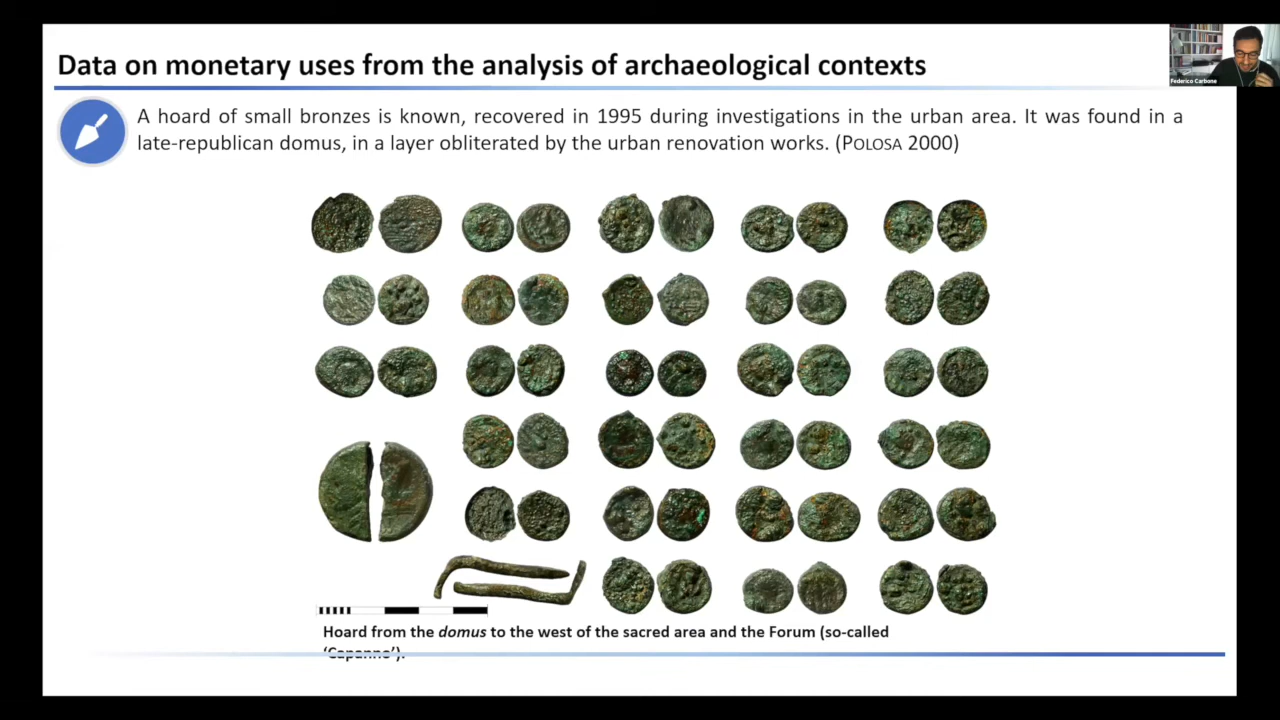 Data on monetary uses from the analysis of archaeological contexts
Federico Carbone
A hoard of small bronzes is known, recovered in 1995 during investigations in the urban area. It was found in a
late-republican domus, in a layer obliterated by the urban renovation works. (POLOSA 2000)
Hoard from the domus to the west of the sacred area and the Forum (so-called
‘Capanno’).